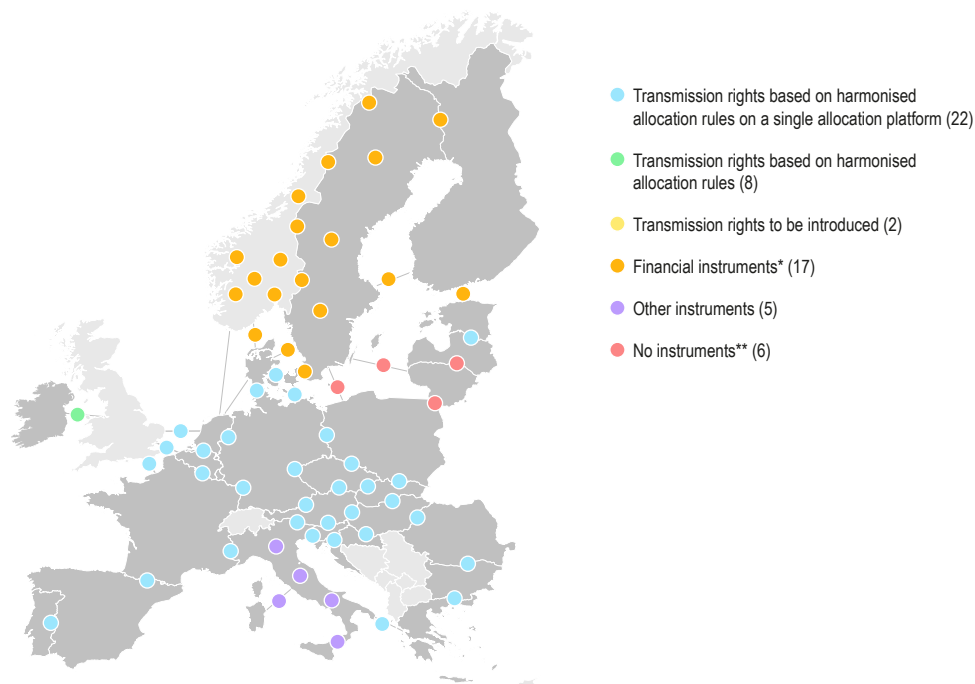 Transmission rights based on harmonised
allocation rules on a single allocation platform (22)
Transmission rights based on harmonised
allocation rules (8)
Transmission rights to be introduced (2)
Financial instruments* (17)
Other instruments (5)
No instruments** (6)